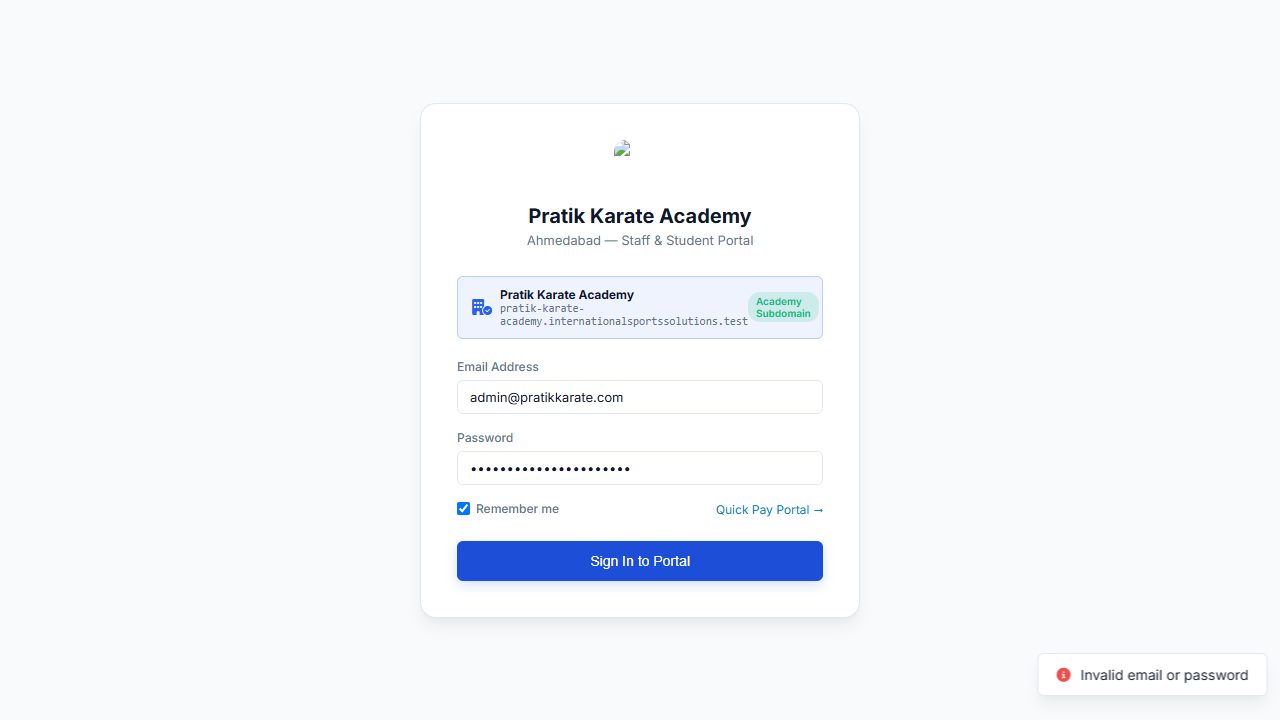 Pratik Karate Academy
Ahmedabad — Staff & Student Portal
Pratik Karate Academy
pratik-karate-
academy.internationalsportssolutions.test
Academy
Subdomain
Email Address
admin@pratikkarate.com
Password
••••••••••••••••••••••
Remember me
Quick Pay Portal →
Sign In to Portal
Invalid email or password